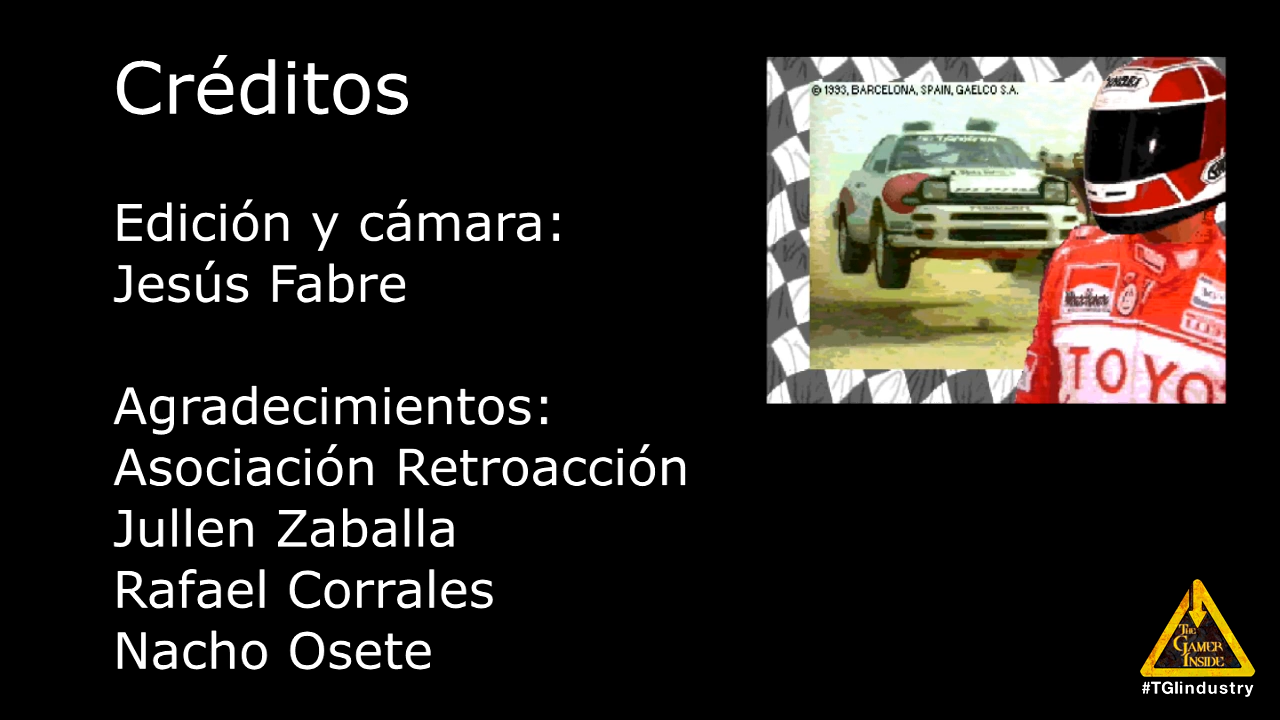 Créditos
Edición y cámara:
Jesús Fabre
Agradecimientos:
Asociación Retroacción
Jullen Zaballa
Rafael Corrales
Nacho Osete
© 1993, BARCELONA, SPAIN, GAELCO S.A.
TOYO
THE
GAMER
INSIDE
#TGIindustry